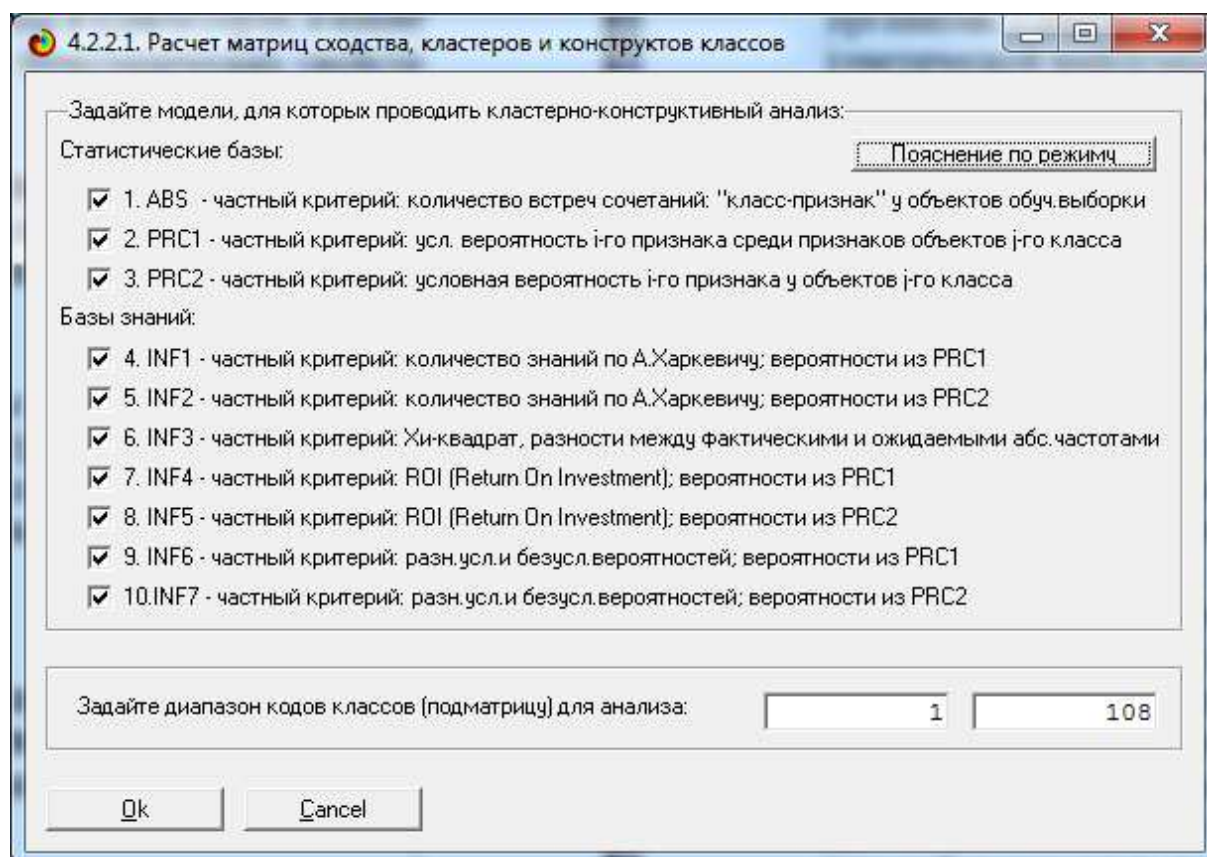 4.2.2.1. Расчет матриц сходства, кластеров и конструктов классов
Задайте модели, для которых проводить кластерно-конструктивный анализ:
Статистические базы:
Пояснение по режиму
1. ABS - частный критерий: количество встреч сочетаний: "класс-признак" у объектов обуч.выборки
2. PRC1 - частный критерий: усл. вероятность i-го признака среди признаков объектов j-го класса
3. PRC2 - частный критерий: условная вероятность i-го признака у объектов j-го класса
Базы знаний:
4. INF1 - частный критерий: количество знаний по А.Харкевичу; вероятности из PRC1
5. INF2 - частный критерий: количество знаний по А.Харкевичу; вероятности из PRC2
6. INF3 - частный критерий: Хи-квадрат, разности между фактическими и ожидаемыми абс.частотами
7. INF4 - частный критерий: ROI (Return On Investment); вероятности из PRC1
8. INF5 - частный критерий: ROI (Return On Investment); вероятности из PRC2
9. INF6 - частный критерий: разн.усл.и безусл.вероятностей; вероятности из PRC1
10.INF7 - частный критерий: разн.усл.и безусл.вероятностей; вероятности из PRC2
Задайте диапазон кодов классов (подматрицу) для анализа: 1 108
Ok Cancel